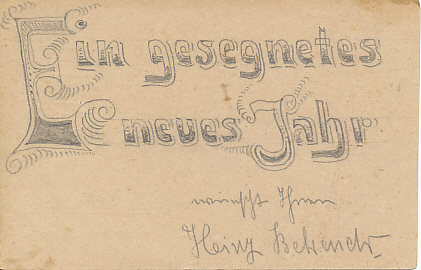 Ein gesegnetes
neues Jahr
wünscht Ihnen
Heinz